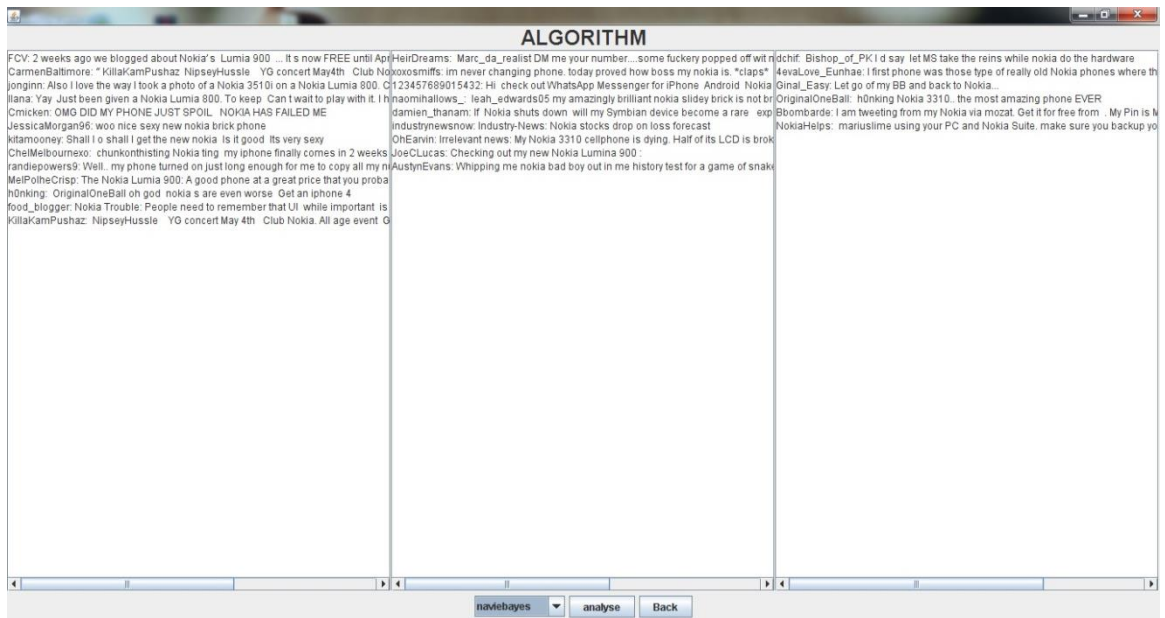 ALGORITHM
FCV: 2 weeks ago we blogged about Nokia's Lumia 900 ... It s now FREE until Apr
CarmenBaltimore: " KillaKamPushaz NipseyHussle YG concert May4th Club No
jonginn: Also I love the way I took a photo of a Nokia 3510i on a Nokia Lumia 800. C
Ilana: Yay Just been given a Nokia Lumia 800. To keep Can t wait to play with it. I h
Cmicken: OMG DID MY PHONE JUST SPOIL NOKIA HAS FAILED ME
JessicaMorgan96: woo nice sexy new nokia brick phone
kitamooney: Shall I o shall I get the new nokia Is it good Its very sexy
ChelMelbournexo: chunkonthisting Nokia ting my iphone finally comes in 2 weeks
randiepowers9: Well.. my phone turned on just long enough for me to copy all my n
MelPolheCrisp: The Nokia Lumia 900: A good phone at a great price that you proba
h0nking: OriginalOneBall oh god nokia s are even worse Get an iphone 4
food_blogger: Nokia Trouble: People need to remember that UI while important is
KillaKamPushaz: NipseyHussle YG concert May 4th Club Nokia. All age event G
HeirDreams: Marc_da_realist DM me your number....some fuckery popped off wit n
xoxosmiffs: im never changing phone. today proved how boss my nokia is. *claps*
123457689015432: Hi check out WhatsApp Messenger for iPhone Android Nokia
naomihallows_: leah_edwards05 my amazingly brilliant nokia slidey brick is not br
damien_thanam: If Nokia shuts down will my Symbian device become a rare exp
industrynewsnow: Industry-News: Nokia stocks drop on loss forecast
OhEarvin: Irrelevant news: My Nokia 3310 cellphone is dying. Half of its LCD is brok
JoeCLucas: Checking out my new Nokia Lumina 900 :
AustynEvans: Whipping me nokia bad boy out in me history test for a game of snake
dchif: Bishop_of_PK I d say let MS take the reins while nokia do the hardware
4evaLove_Eunhae: I first phone was those type of really old Nokia phones where th
Ginal_Easy: Let go of my BB and back to Nokia...
OriginalOneBall: h0nking Nokia 3310.. the most amazing phone EVER
Bbombarde: I am tweeting from my Nokia via mozat. Get it for free from . My Pin is M
NokiaHelps: mariuslime using your PC and Nokia Suite. make sure you backup yo
naviebayes analyse Back